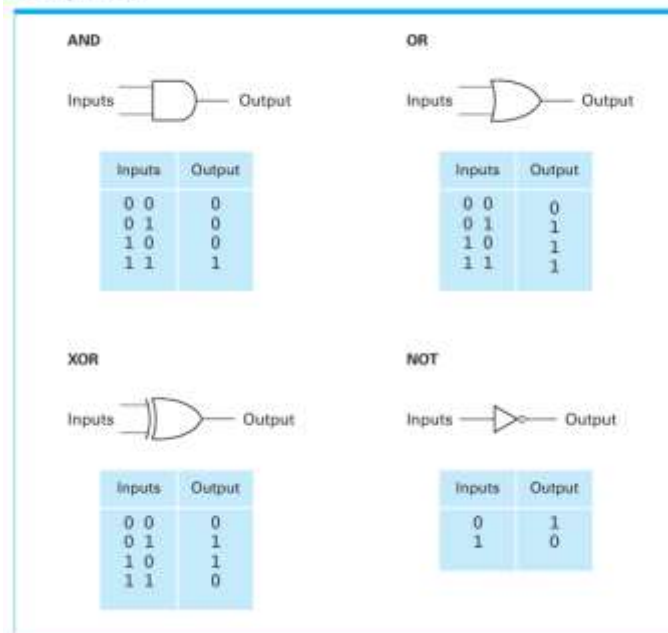 AND
Inputs Output
Inputs Output
0 0 0
0 1 0
1 0 0
1 1 1
OR
Inputs Output
Inputs Output
0 0 0
0 1 1
1 0 1
1 1 1
XOR
Inputs Output
Inputs Output
0 0 0
0 1 1
1 0 1
1 1 0
NOT
Inputs Output
Inputs Output
0 1
1 0